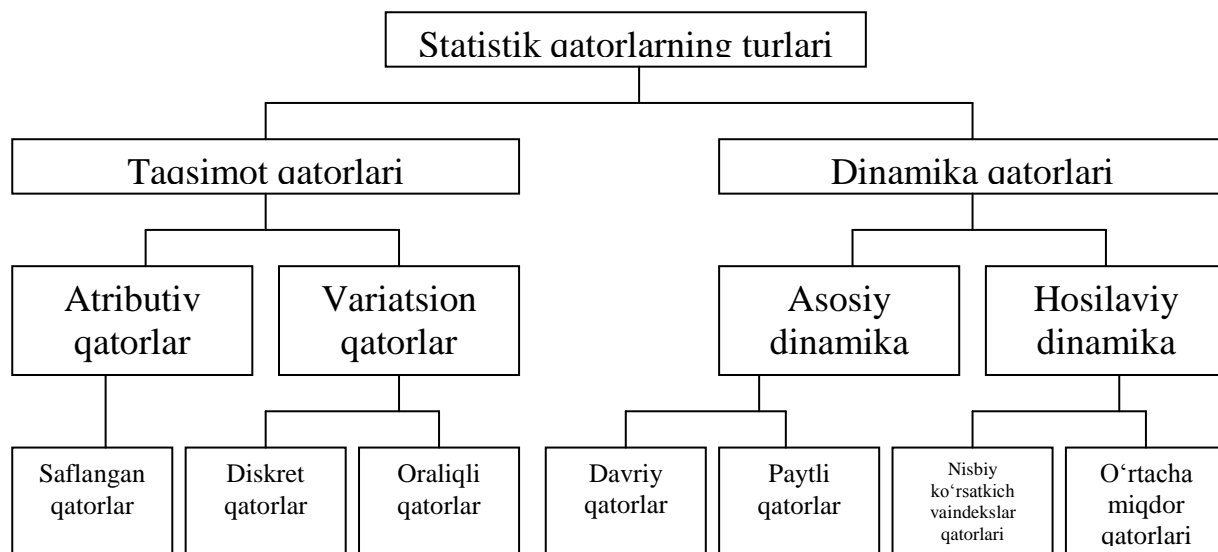 Statistik qatorlarning turlari
Taqsimot qatorlari
Dinamika qatorlari
Atributiv
qatorlar
Variatsion
qatorlar
Asosiy
dinamika
Hosilaviy
dinamika
Saflangan
qatorlar
Diskret
qatorlar
Oraliqli
qatorlar
Davriy
qatorlar
Paytli
qatorlar
Nisbiy
ko‘rsatkich
vaindekslar
qatorlari
O‘rtacha
miqdor
qatorlari